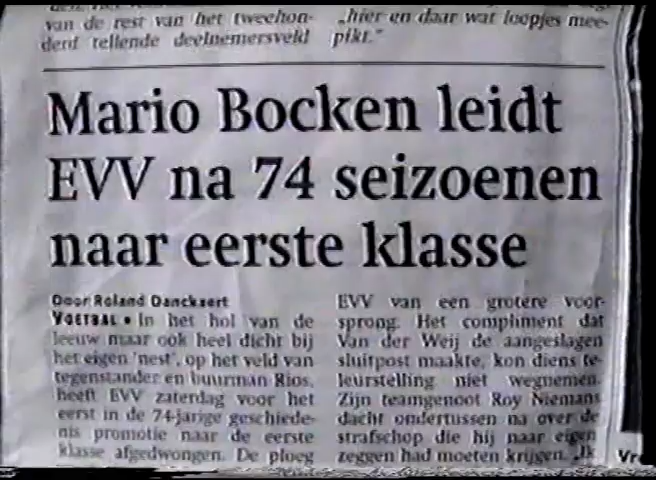 van de rest van het tweehon-
derd tellende deelnemersveld
„hier en daar wat loopjes mee-
pikt."
Mario Bocken leidt
EVV na 74 seizoenen
naar eerste klasse
Door Roland Danckaert
VOETBAL • In het hol van de
leeuw maar ook heel dicht bij
het eigen 'nest', op het veld van
tegenstander en buurman Rios,
heeft EVV zaterdag voor het
eerst in de 74-jarige geschiede-
nis promotie naar de eerste
klasse afgedwongen. De ploeg
EVV van een grotere voor-
sprong. Het compliment dat
Van der Weij de aangeslagen
sluitpost maakte, kon diens te-
leurstelling niet wegnemen.
Zijn teamgenoot Roy Niemans
dacht ondertussen na over de
strafschop die hij naar eigen
zeggen had moeten krijgen. „Ik
Vre